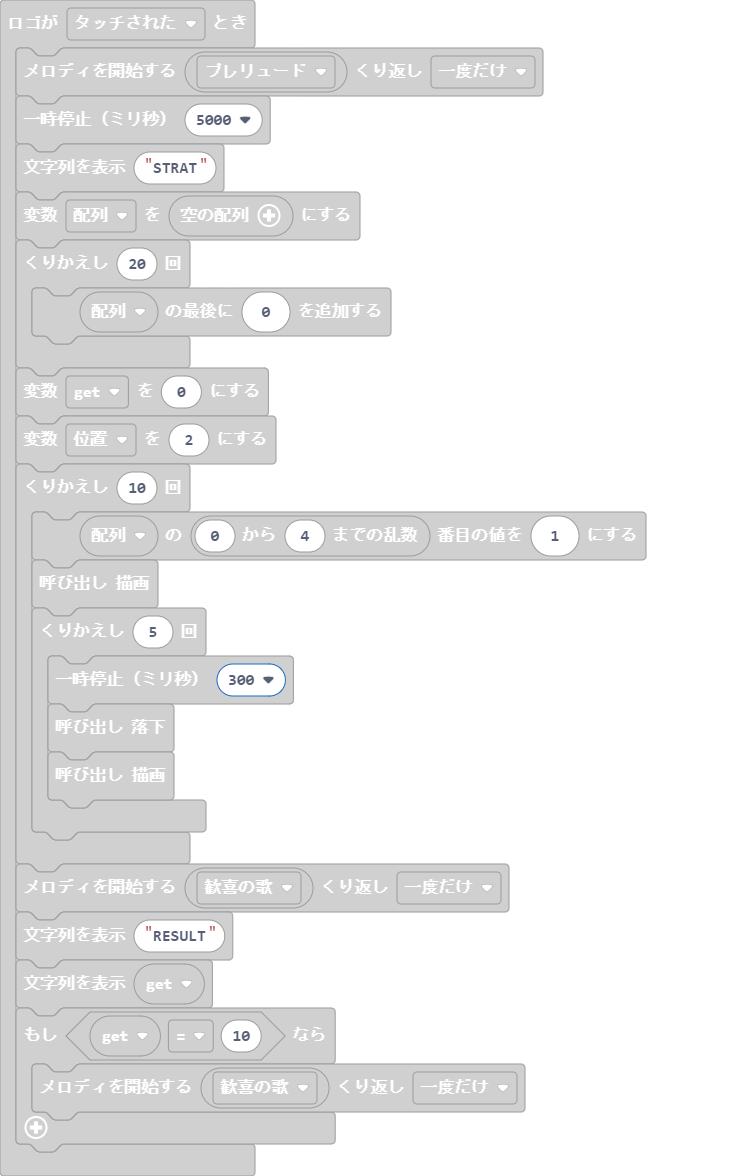 ロゴが タッチされた とき
メロディを開始する プレリュード くり返し 一度だけ
一時停止（ミリ秒） 5000
文字列を表示 "STRAT"
変数 配列 を 空の配列 にする
くりかえし 20 回
配列 の最後に 0 を追加する
変数 get を 0 にする
変数 位置 を 2 にする
くりかえし 10 回
配列 の 0 から 4 までの乱数 番目の値を 1 にする
呼び出し 描画
くりかえし 5 回
一時停止（ミリ秒） 300
呼び出し 落下
呼び出し 描画
メロディを開始する 歓喜の歌 くり返し 一度だけ
文字列を表示 "RESULT"
文字列を表示 get
もし get = 10 なら
メロディを開始する 歓喜の歌 くり返し 一度だけ